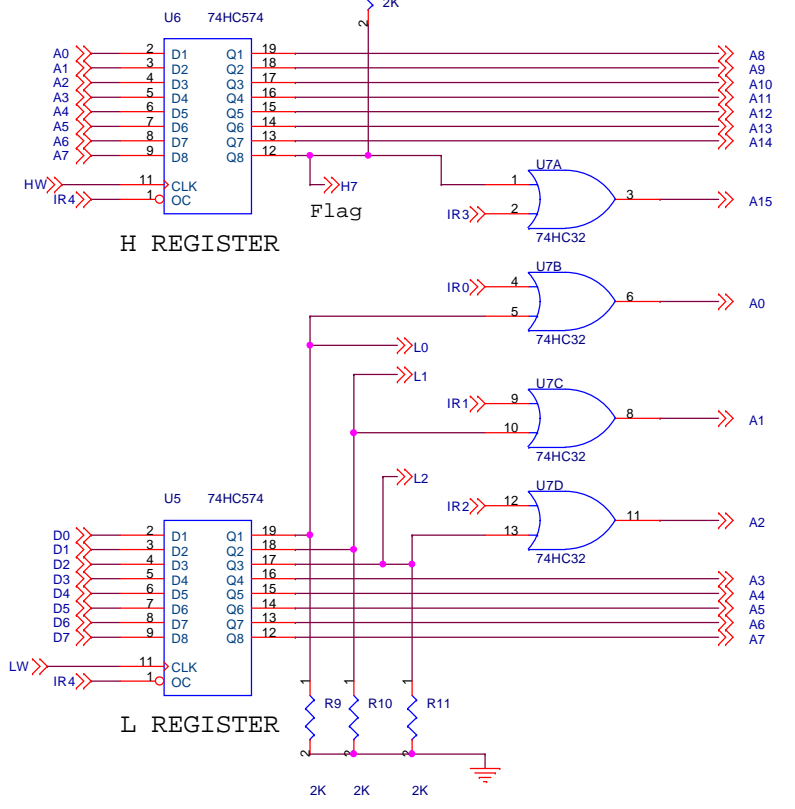 2K
2
U6 74HC574
A0 2 D1 Q1 19 A8
A1 3 D2 Q2 18 A9
A2 4 D3 Q3 17 A10
A3 5 D4 Q4 16 A11
A4 6 D5 Q5 15 A12
A5 7 D6 Q6 14 A13
A6 8 D7 Q7 13 A14
A7 9 D8 Q8 12
HW 11 CLK
IR4 1 OC
H7
Flag
H REGISTER
U7A
1
IR3 2
3 A15
74HC32
U7B
IR0 4
5
6 A0
74HC32
L0
L1
U7C
IR1 9
10
8 A1
74HC32
L2
U7D
IR2 12
13
11 A2
74HC32
U5 74HC574
D0 2 D1 Q1 19
D1 3 D2 Q2 18
D2 4 D3 Q3 17
D3 5 D4 Q4 16 A3
D4 6 D5 Q5 15 A4
D5 7 D6 Q6 14 A5
D6 8 D7 Q7 13 A6
D7 9 D8 Q8 12 A7
LW 11 CLK
IR4 1 OC
L REGISTER
1 1 1
R9 R10 R11
2 2 2
2K 2K 2K